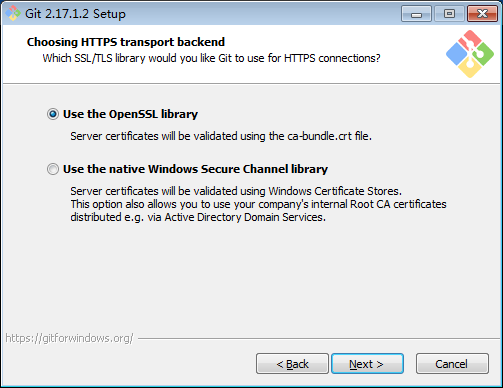 Git 2.17.1.2 Setup
Choosing HTTPS transport backend
Which SSL/TLS library would you like Git to use for HTTPS connections?
Use the OpenSSL library
Server certificates will be validated using the ca-bundle.crt file.
Use the native Windows Secure Channel library
Server certificates will be validated using Windows Certificate Stores.
This option also allows you to use your company's internal Root CA certificates
distributed e.g. via Active Directory Domain Services.
https://gitforwindows.org/
< Back
Next >
Cancel